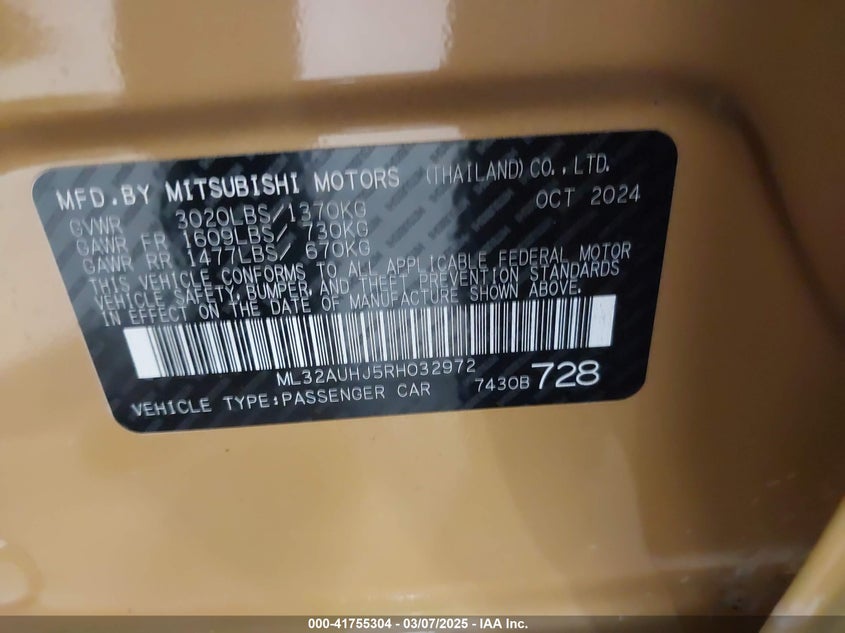 MFD.BY MITSUBISHI MOTORS (THAILAND)CO.,LTD.
GVWR 3020LBS/1370KG OCT 2024
GAWR FR 1609LBS/ 730KG
GAWR RR 1477LBS/ 670KG
THIS VEHICLE CONFORMS TO ALL APPLICABLE FEDERAL MOTOR
VEHICLE SAFETY,BUMPER,AND THEFT PREVENTION STANDARDS
IN EFFECT ON THE DATE OF MANUFACTURE SHOWN ABOVE.
ML32AUHJ5RH032972
VEHICLE TYPE:PASSENGER CAR 7430B 728
000-41755304 - 03/07/2025 - IAA Inc.